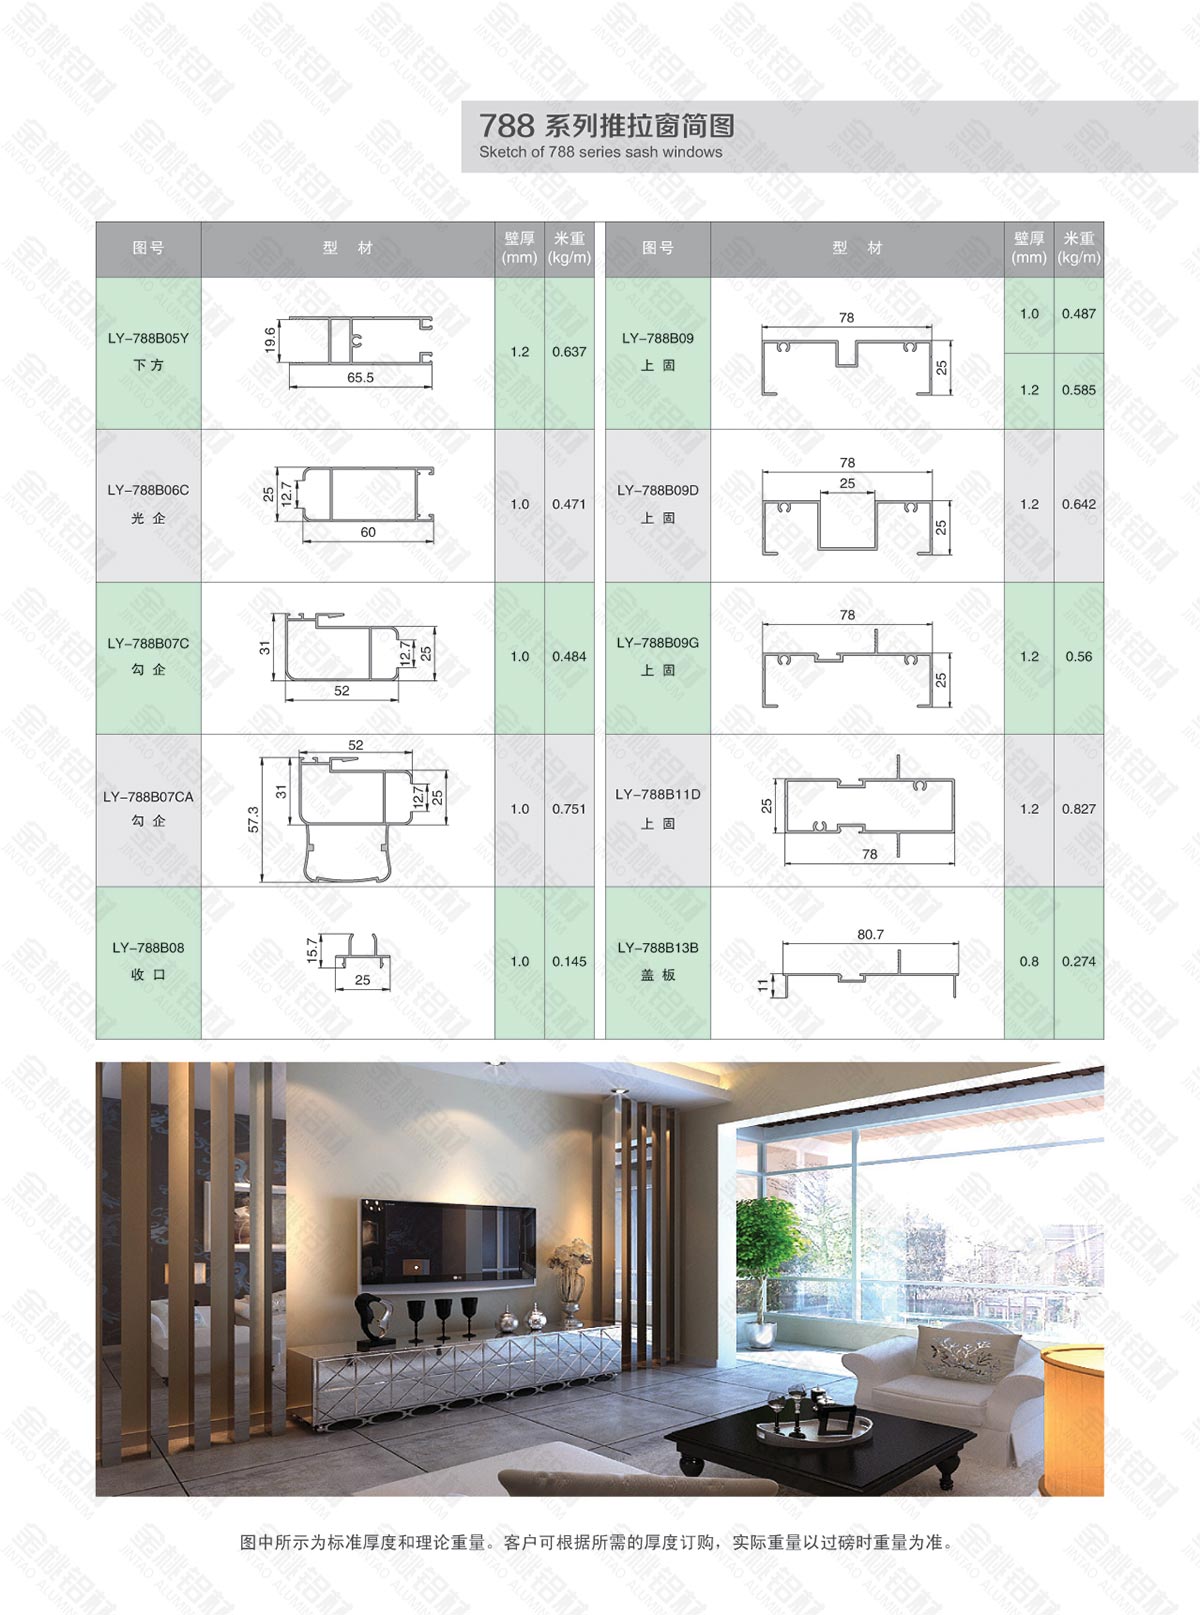 788 系列推拉窗简图
Sketch of 788 series sash windows
图号 型 材 壁厚 (mm) 米重 (kg/m)
LY-788B05Y
下方
19.6
65.5
1.2 0.637
LY-788B06C
光企
25
12.7
60
1.0 0.471
LY-788B07C
勾企
31
12.7
25
52
1.0 0.484
LY-788B07CA
勾企
52
57.3
31
12.7
25
1.0 0.751
LY-788B08
收口
15.7
25
1.0 0.145
图号 型 材 壁厚 (mm) 米重 (kg/m)
LY-788B09
上固
78
25
1.0 0.487
1.2 0.585
LY-788B09D
上固
78
25
25
1.2 0.642
LY-788B09G
上固
78
25
1.2 0.56
LY-788B11D
上固
25
78
1.2 0.827
LY-788B13B
盖板
80.7
11
0.8 0.274
图中所示为标准厚度和理论重量。客户可根据所需的厚度订购，实际重量以过磅时重量为准。
金桃铝材
JINTAO ALUMINIUM